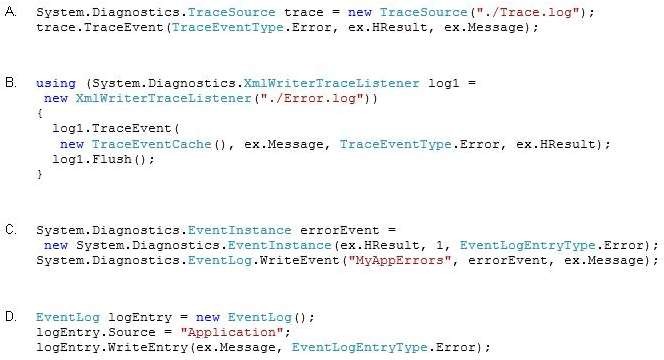 A. System.Diagnostics.TraceSource trace = new TraceSource("./Trace.log");
trace.TraceEvent(TraceEventType.Error, ex.HResult, ex.Message);
B. using (System.Diagnostics.XmlWriterTraceListener log1 =
new XmlWriterTraceListener("./Error.log"))
{
log1.TraceEvent(
new TraceEventCache(), ex.Message, TraceEventType.Error, ex.HResult);
log1.Flush();
}
C. System.Diagnostics.EventInstance errorEvent =
new System.Diagnostics.EventInstance(ex.HResult, 1, EventLogEntryType.Error);
System.Diagnostics.EventLog.WriteEvent("MyAppErrors", errorEvent, ex.Message);
D. EventLog logEntry = new EventLog();
logEntry.Source = "Application";
logEntry.WriteEntry(ex.Message, EventLogEntryType.Error);